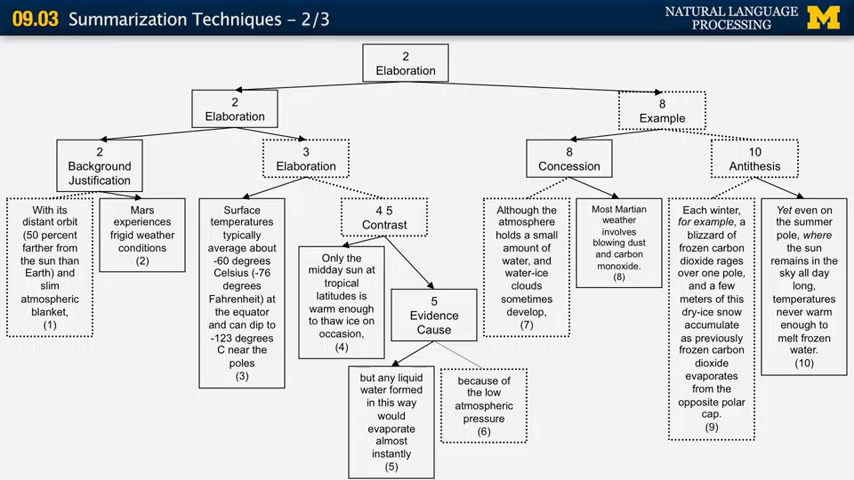 09.03 Summarization Techniques – 2/3
NATURAL LANGUAGE
PROCESSING
M
2
Elaboration
2
Elaboration
8
Example
2
Background
Justification
3
Elaboration
8
Concession
10
Antithesis
With its
distant orbit
(50 percent
farther from
the sun than
Earth) and
slim
atmospheric
blanket,
(1)
Mars
experiences
frigid weather
conditions
(2)
Surface
temperatures
typically
average about
-60 degrees
Celsius (-76
degrees
Fahrenheit) at
the equator
and can dip to
-123 degrees
C near the
poles
(3)
4 5
Contrast
Only the
midday sun at
tropical
latitudes is
warm enough
to thaw ice on
occasion,
(4)
5
Evidence
Cause
but any liquid
water formed
in this way
would
evaporate
almost
instantly
(5)
because of
the low
atmospheric
pressure
(6)
Although the
atmosphere
holds a small
amount of
water, and
water-ice
clouds
sometimes
develop,
(7)
Most Martian
weather
involves
blowing dust
and carbon
monoxide.
(8)
Each winter,
for example, a
blizzard of
frozen carbon
dioxide rages
over one pole,
and a few
meters of this
dry-ice snow
accumulate
as previously
frozen carbon
dioxide
evaporates
from the
opposite polar
cap.
(9)
Yet even on
the summer
pole, where
the sun
remains in the
sky all day
long,
temperatures
never warm
enough to
melt frozen
water.
(10)